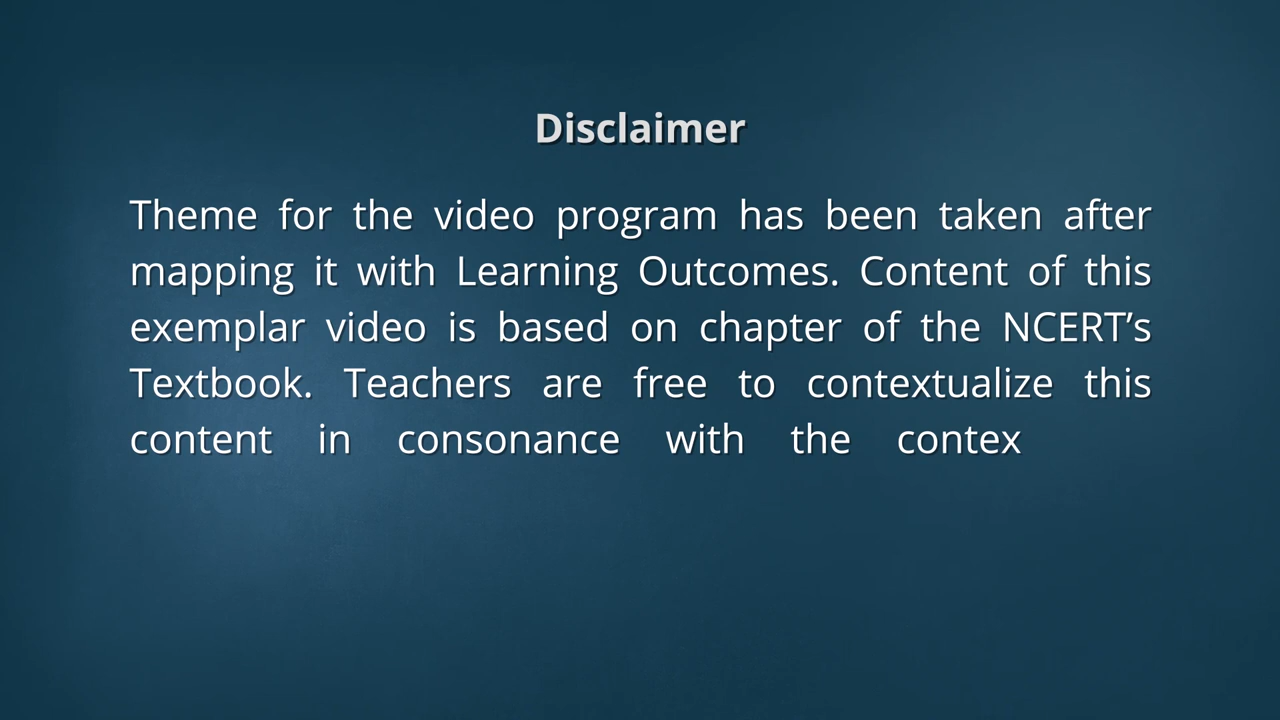 Disclaimer
Theme for the video program has been taken after
mapping it with Learning Outcomes. Content of this
exemplar video is based on chapter of the NCERT’s
Textbook. Teachers are free to contextualize this
content in consonance with the contex